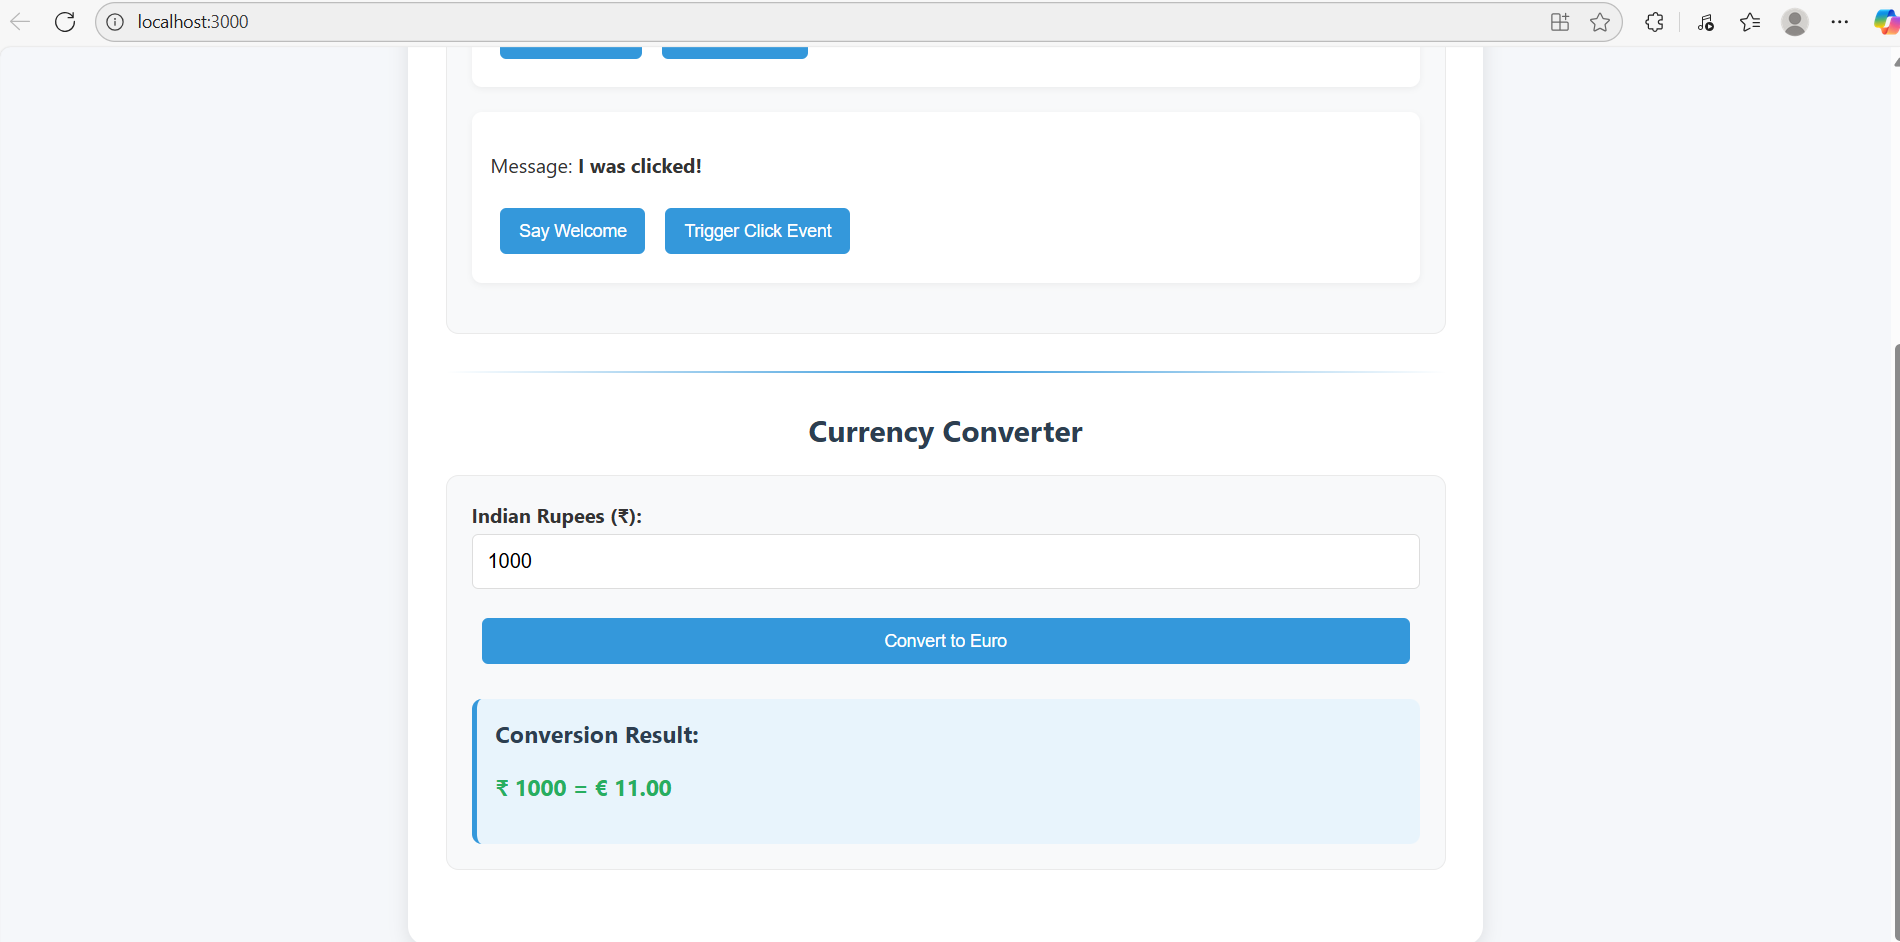 localhost:3000
Message: I was clicked!
Say Welcome
Trigger Click Event
Currency Converter
Indian Rupees (₹):
1000
Convert to Euro
Conversion Result:
₹ 1000 = € 11.00